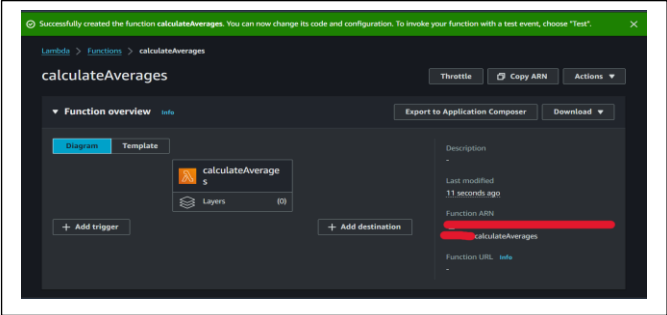 Successfully created the function calculateAverages. You can now change its code and configuration. To invoke your function with a test event, choose "Test".
Lambda > Functions > calculateAverages
calculateAverages
Throttle
Copy ARN
Actions
Function overview Info
Export to Application Composer
Download
Diagram
Template
calculateAverage
s
Layers (0)
+ Add trigger
+ Add destination
Description
-
Last modified
11 seconds ago
Function ARN
calculateAverages
Function URL Info
-